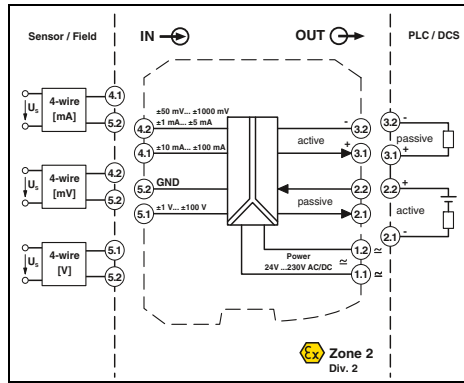 Sensor / Field
IN
OUT
PLC / DCS
U_s
4-wire
[mA]
4.1
5.2
U_s
4-wire
[mV]
4.2
5.2
U_s
4-wire
[V]
5.1
5.2
±50 mV... ±1000 mV
4.2
±1 mA... ±5 mA
4.1
±10 mA... ±100 mA
5.2
GND
5.1
±1 V... ±100 V
active
- 3.2
+ 3.1
2.2
passive
2.1
Power
24V ...230V AC/DC
≃ 1.2 ≃
1.1 ≃
3.2 -
passive
3.1 +
2.2 +
active
2.1 -
Ex Zone 2
Div. 2